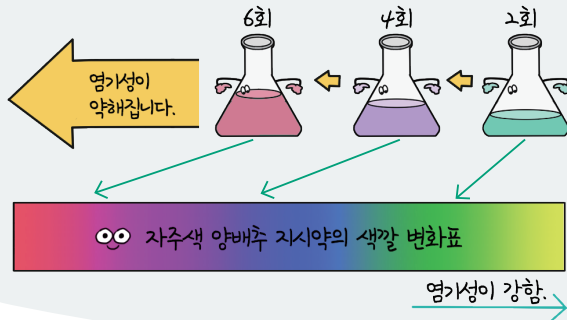 6회
4회
2회
염기성이
약해집니다.
자주색 양배추 지시약의 색깔 변화표
염기성이 강함.